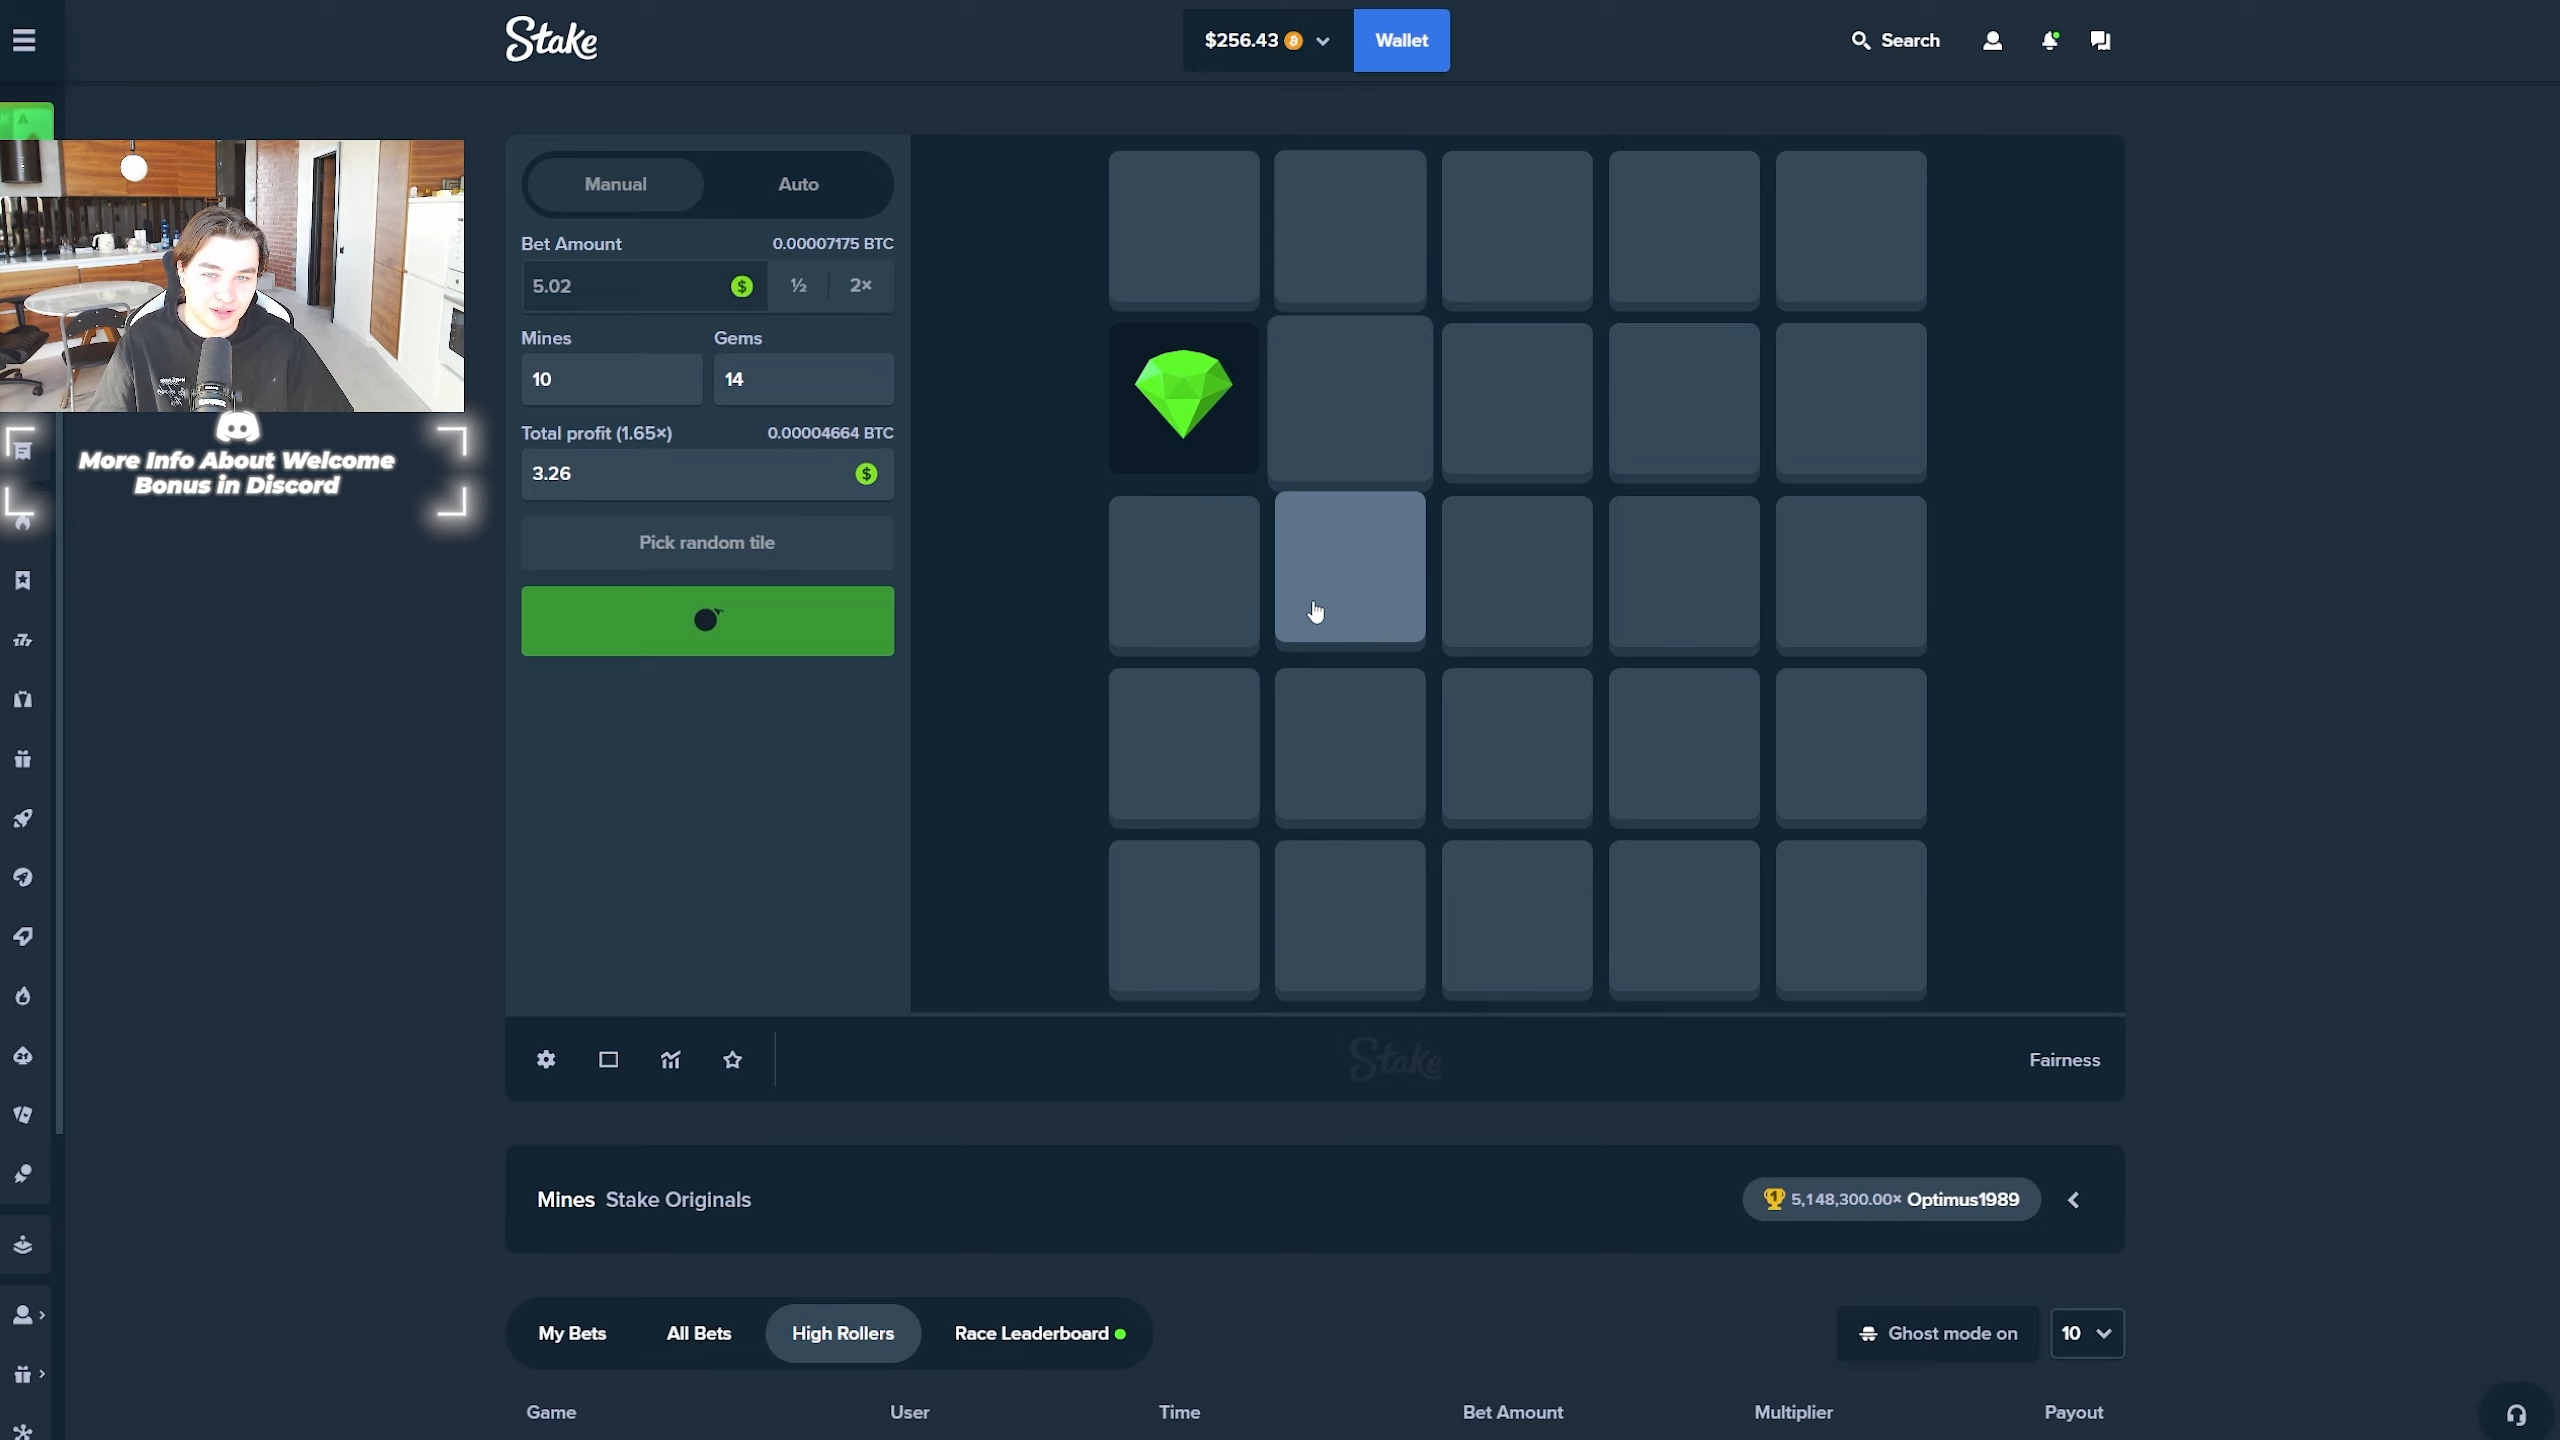 Stake
$256.43
Wallet
Search
Manual
Auto
Bet Amount
0.00007175 BTC
5.02
½
2×
Mines
Gems
10
14
Total profit (1.65×)
0.00004664 BTC
3.26
Pick random tile
More Info About Welcome
Bonus in Discord
Stake
Fairness
Mines Stake Originals
5,148,300.00× Optimus1989
My Bets
All Bets
High Rollers
Race Leaderboard
Ghost mode on
10
Game
User
Time
Bet Amount
Multiplier
Payout